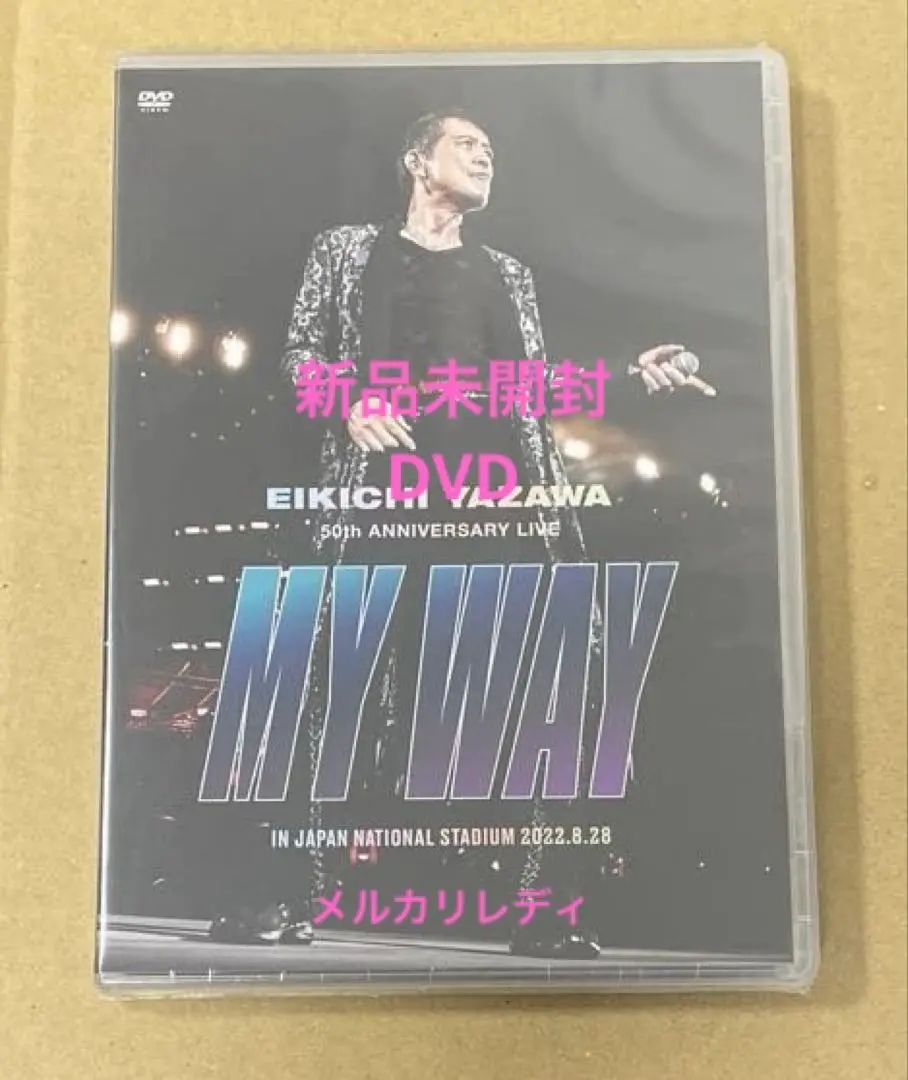 DVD
VIDEO
新品未開封
DVD
EIKICHI YAZAWA
50th ANNIVERSARY LIVE
MY WAY
IN JAPAN NATIONAL STADIUM 2022.8.28
メルカリレディ